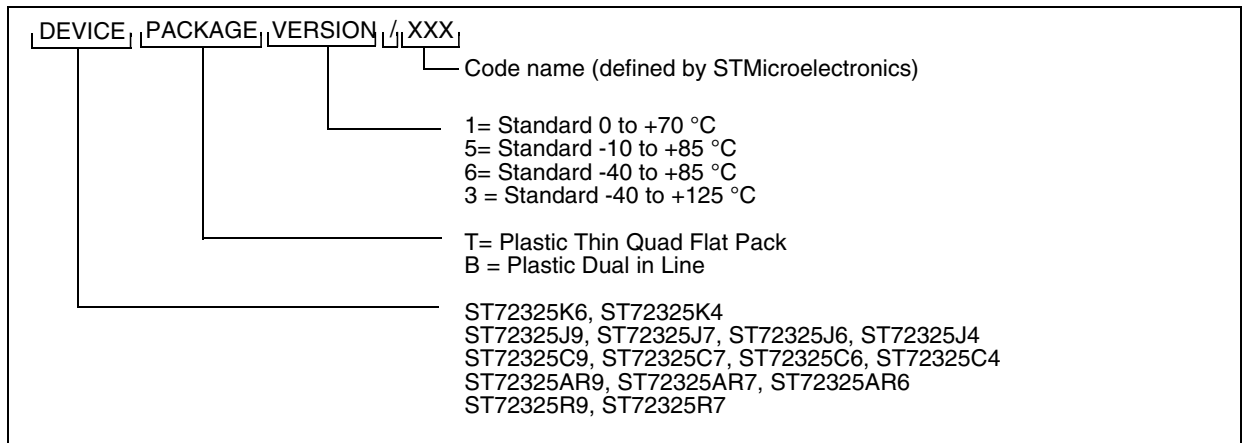 DEVICE PACKAGE VERSION / XXX
Code name (defined by STMicroelectronics)
1= Standard 0 to +70 °C
5= Standard -10 to +85 °C
6= Standard -40 to +85 °C
3 = Standard -40 to +125 °C
T= Plastic Thin Quad Flat Pack
B = Plastic Dual in Line
ST72325K6, ST72325K4
ST72325J9, ST72325J7, ST72325J6, ST72325J4
ST72325C9, ST72325C7, ST72325C6, ST72325C4
ST72325AR9, ST72325AR7, ST72325AR6
ST72325R9, ST72325R7